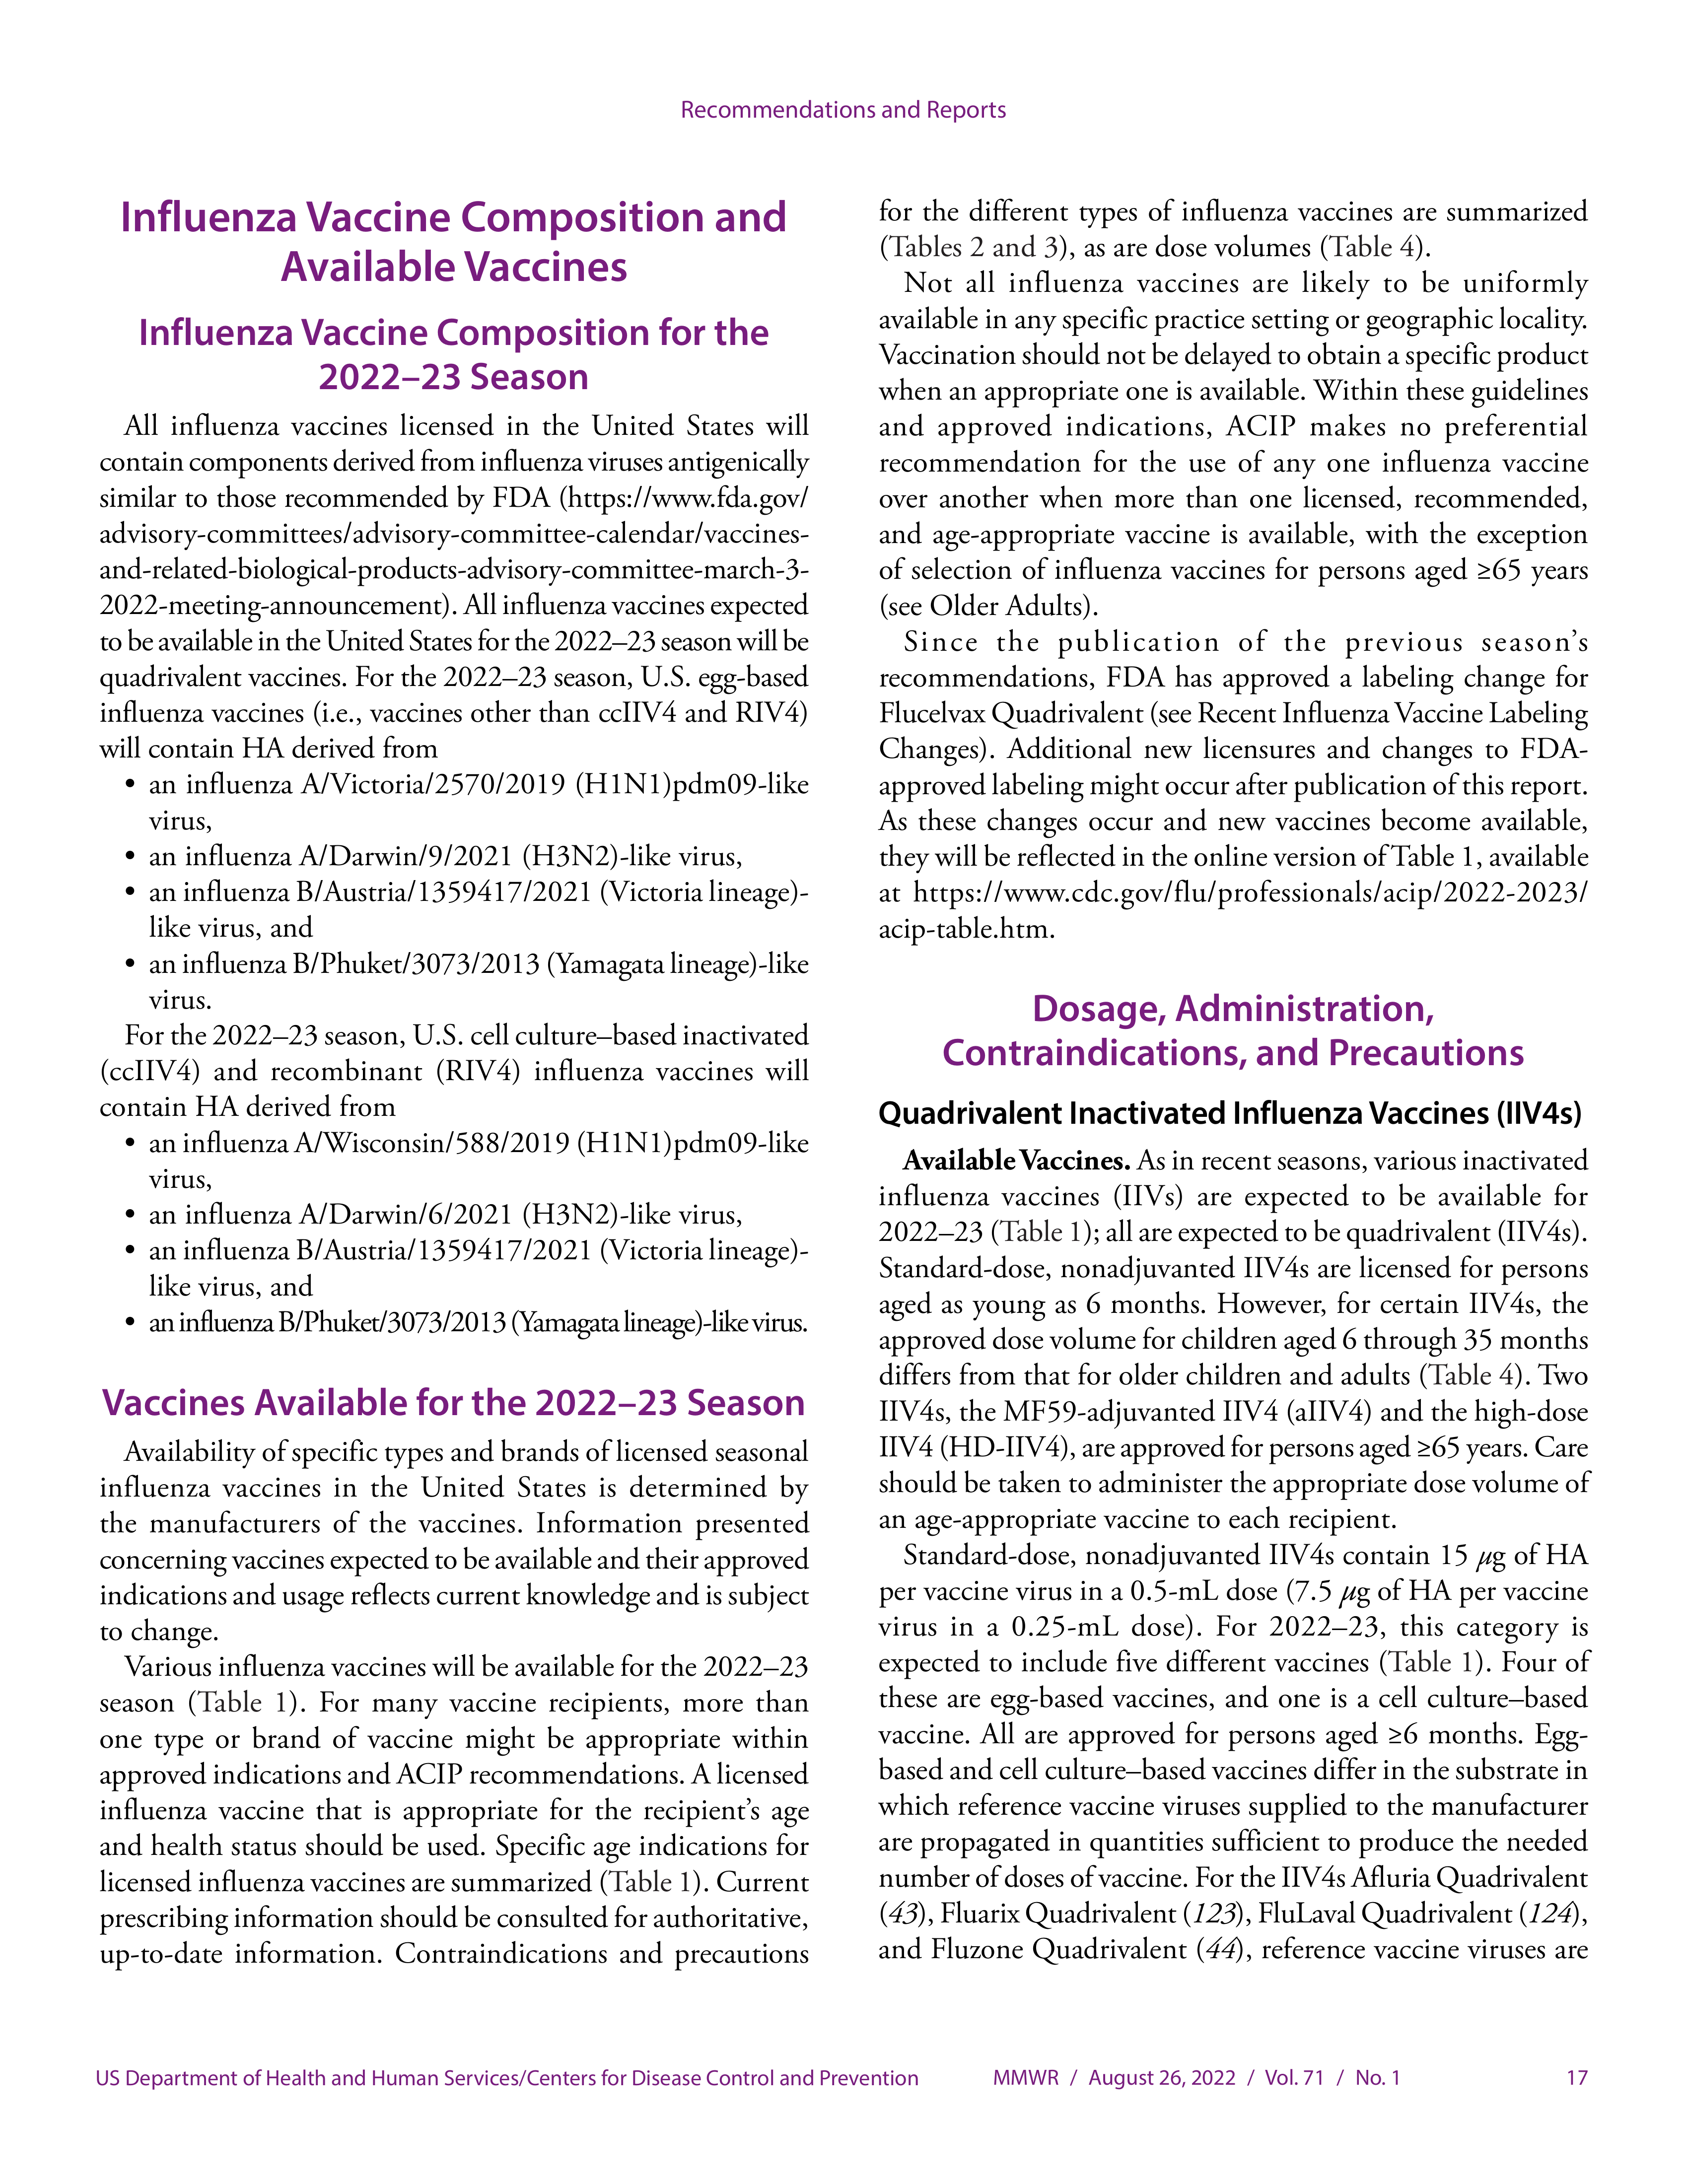 Recommendations and Reports
Influenza Vaccine Composition and
Available Vaccines
Influenza Vaccine Composition for the
2022–23 Season
All influenza vaccines licensed in the United States will
contain components derived from influenza viruses antigenically
similar to those recommended by FDA (https://www.fda.gov/
advisory-committees/advisory-committee-calendar/vaccines-
and-related-biological-products-advisory-committee-march-3-
2022-meeting-announcement). All influenza vaccines expected
to be available in the United States for the 2022–23 season will be
quadrivalent vaccines. For the 2022–23 season, U.S. egg-based
influenza vaccines (i.e., vaccines other than ccIIV4 and RIV4)
will contain HA derived from
• an influenza A/Victoria/2570/2019 (H1N1)pdm09-like
virus,
• an influenza A/Darwin/9/2021 (H3N2)-like virus,
• an influenza B/Austria/1359417/2021 (Victoria lineage)-
like virus, and
• an influenza B/Phuket/3073/2013 (Yamagata lineage)-like
virus.
For the 2022–23 season, U.S. cell culture–based inactivated
(ccIIV4) and recombinant (RIV4) influenza vaccines will
contain HA derived from
• an influenza A/Wisconsin/588/2019 (H1N1)pdm09-like
virus,
• an influenza A/Darwin/6/2021 (H3N2)-like virus,
• an influenza B/Austria/1359417/2021 (Victoria lineage)-
like virus, and
• an influenza B/Phuket/3073/2013 (Yamagata lineage)-like virus.
Vaccines Available for the 2022–23 Season
Availability of specific types and brands of licensed seasonal
influenza vaccines in the United States is determined by
the manufacturers of the vaccines. Information presented
concerning vaccines expected to be available and their approved
indications and usage reflects current knowledge and is subject
to change.
Various influenza vaccines will be available for the 2022–23
season (Table 1). For many vaccine recipients, more than
one type or brand of vaccine might be appropriate within
approved indications and ACIP recommendations. A licensed
influenza vaccine that is appropriate for the recipient's age
and health status should be used. Specific age indications for
licensed influenza vaccines are summarized (Table 1). Current
prescribing information should be consulted for authoritative,
up-to-date information. Contraindications and precautions
for the different types of influenza vaccines are summarized
(Tables 2 and 3), as are dose volumes (Table 4).
Not all influenza vaccines are likely to be uniformly
available in any specific practice setting or geographic locality.
Vaccination should not be delayed to obtain a specific product
when an appropriate one is available. Within these guidelines
and approved indications, ACIP makes no preferential
recommendation for the use of any one influenza vaccine
over another when more than one licensed, recommended,
and age-appropriate vaccine is available, with the exception
of selection of influenza vaccines for persons aged ≥65 years
(see Older Adults).
Since the publication of the previous season's
recommendations, FDA has approved a labeling change for
Flucelvax Quadrivalent (see Recent Influenza Vaccine Labeling
Changes). Additional new licensures and changes to FDA-
approved labeling might occur after publication of this report.
As these changes occur and new vaccines become available,
they will be reflected in the online version of Table 1, available
at https://www.cdc.gov/flu/professionals/acip/2022-2023/
acip-table.htm.
Dosage, Administration,
Contraindications, and Precautions
Quadrivalent Inactivated Influenza Vaccines (IIV4s)
Available Vaccines. As in recent seasons, various inactivated
influenza vaccines (IIVs) are expected to be available for
2022–23 (Table 1); all are expected to be quadrivalent (IIV4s).
Standard-dose, nonadjuvanted IIV4s are licensed for persons
aged as young as 6 months. However, for certain IIV4s, the
approved dose volume for children aged 6 through 35 months
differs from that for older children and adults (Table 4). Two
IIV4s, the MF59-adjuvanted IIV4 (aIIV4) and the high-dose
IIV4 (HD-IIV4), are approved for persons aged ≥65 years. Care
should be taken to administer the appropriate dose volume of
an age-appropriate vaccine to each recipient.
Standard-dose, nonadjuvanted IIV4s contain 15 μg of HA
per vaccine virus in a 0.5-mL dose (7.5 μg of HA per vaccine
virus in a 0.25-mL dose). For 2022–23, this category is
expected to include five different vaccines (Table 1). Four of
these are egg-based vaccines, and one is a cell culture–based
vaccine. All are approved for persons aged ≥6 months. Egg-
based and cell culture–based vaccines differ in the substrate in
which reference vaccine viruses supplied to the manufacturer
are propagated in quantities sufficient to produce the needed
number of doses of vaccine. For the IIV4s Afluria Quadrivalent
(43), Fluarix Quadrivalent (123), FluLaval Quadrivalent (124),
and Fluzone Quadrivalent (44), reference vaccine viruses are
US Department of Health and Human Services/Centers for Disease Control and Prevention MMWR / August 26, 2022 / Vol. 71 / No. 1 17